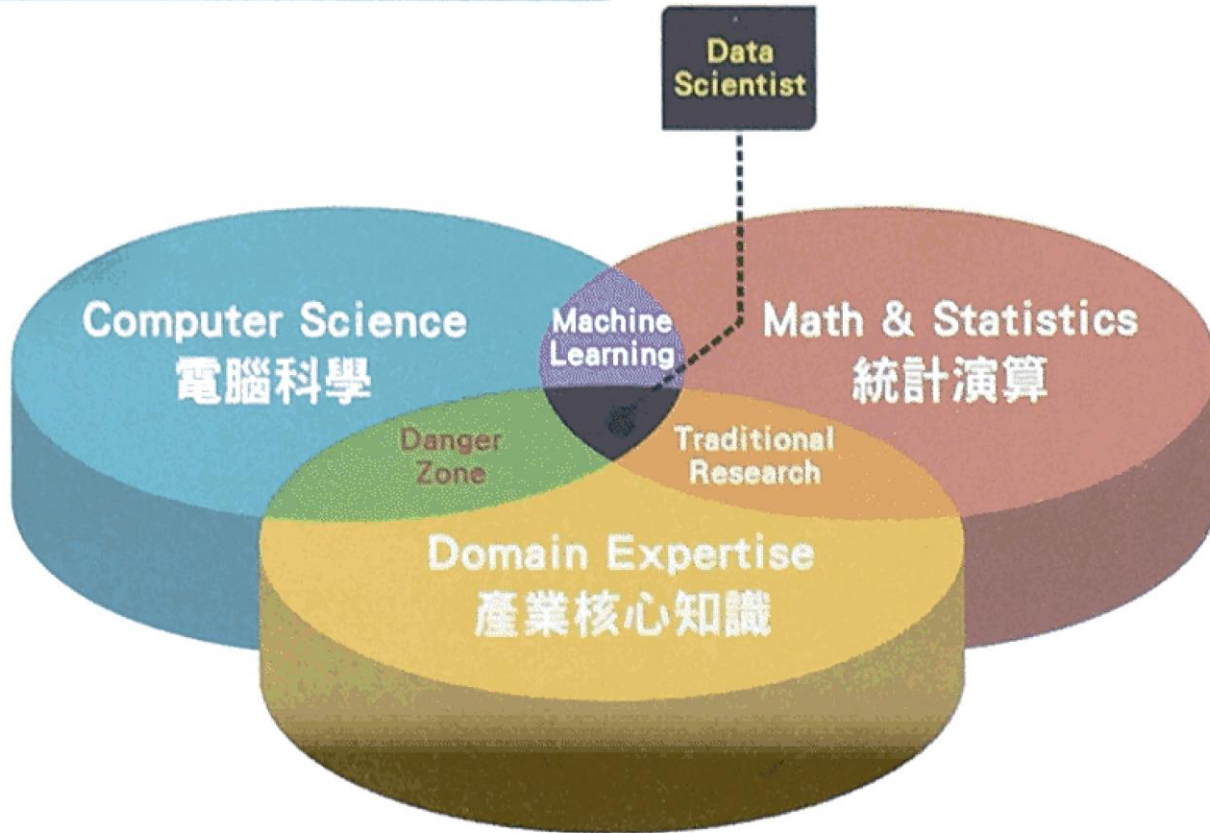 Data
Scientist
Computer Science
電腦科學
Machine
Learning
Math & Statistics
統計演算
Danger
Zone
Traditional
Research
Domain Expertise
產業核心知識